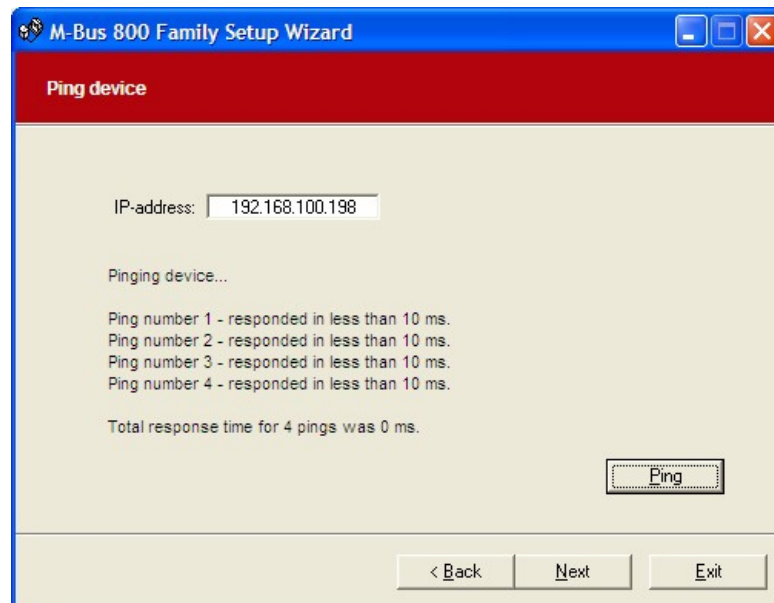 M-Bus 800 Family Setup Wizard
Ping device
IP-address: 192.168.100.198
Pinging device...
Ping number 1 - responded in less than 10 ms.
Ping number 2 - responded in less than 10 ms.
Ping number 3 - responded in less than 10 ms.
Ping number 4 - responded in less than 10 ms.
Total response time for 4 pings was 0 ms.
Ping
< Back Next Exit